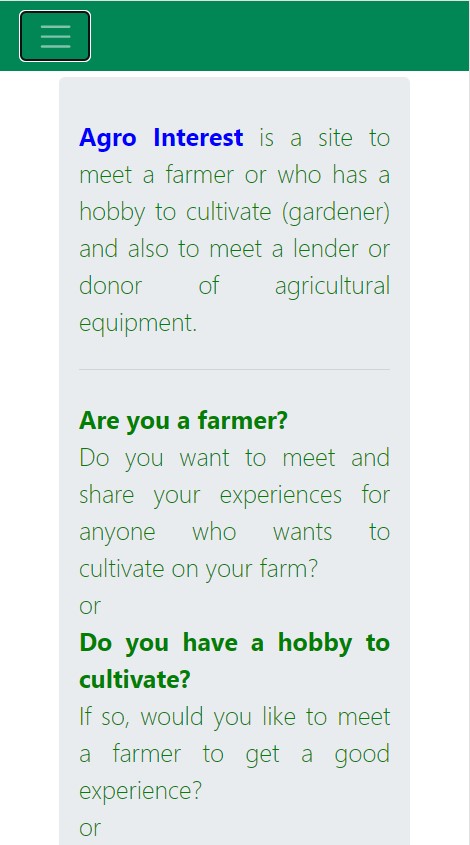 Agro Interest is a site to
meet a farmer or who has a
hobby to cultivate (gardener)
and also to meet a lender or
donor of agricultural
equipment.
Are you a farmer?
Do you want to meet and
share your experiences for
anyone who wants to
cultivate on your farm?
or
Do you have a hobby to
cultivate?
If so, would you like to meet
a farmer to get a good
experience?
or